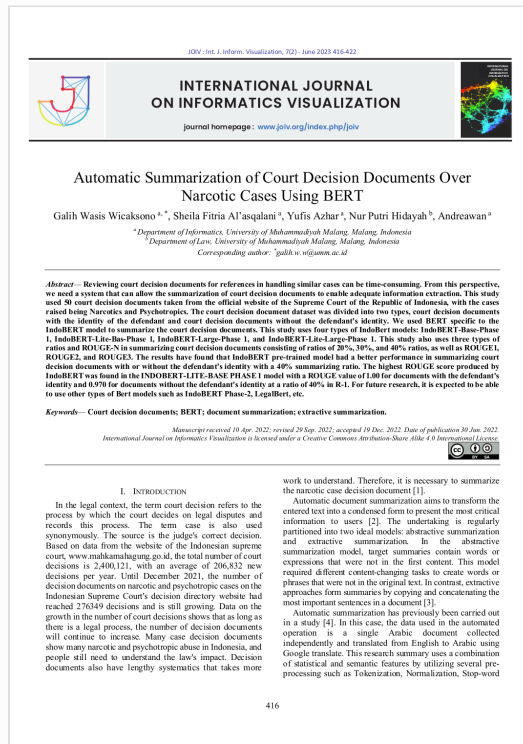 JOIV : Int. J. Inform. Visualization, 7(2) - June 2023 416-422
INTERNATIONAL JOURNAL
ON INFORMATICS VISUALIZATION
journal homepage : www.joiv.org/index.php/joiv
Automatic Summarization of Court Decision Documents Over
Narcotic Cases Using BERT
Galih Wasis Wicaksono a, *, Sheila Fitria Al'asqalani a, Yufis Azhar a, Nur Putri Hidayah b, Andreawan a
a Department of Informatics, University of Muhammadiyah Malang, Malang, Indonesia
b Department of Law, University of Muhammadiyah Malang, Malang, Indonesia
Corresponding author: *galih.w.w@umm.ac.id
Abstract— Reviewing court decision documents for references in handling similar cases can be time-consuming. From this perspective,
we need a system that can allow the summarization of court decision documents to enable adequate information extraction. This study
used 50 court decision documents taken from the official website of the Supreme Court of the Republic of Indonesia, with the cases
raised being Narcotics and Psychotropics. The court decision document dataset was divided into two types, court decision documents
with the identity of the defendant and court decision documents without the defendant's identity. We used BERT specific to the
IndoBERT model to summarize the court decision documents. This study uses four types of IndoBert models: IndoBERT-Base-Phase
1, IndoBERT-Lite-Bas-Phase 1, IndoBERT-Large-Phase 1, and IndoBERT-Lite-Large-Phase 1. This study also uses three types of
ratios and ROUGE-N in summarizing court decision documents consisting of ratios of 20%, 30%, and 40% ratios, as well as ROUGE1,
ROUGE2, and ROUGE3. The results have found that IndoBERT pre-trained model had a better performance in summarizing court
decision documents with or without the defendant's identity with a 40% summarizing ratio. The highest ROUGE score produced by
IndoBERT was found in the INDOBERT-LITE-BASE PHASE 1 model with a ROUGE value of 1.00 for documents with the defendant's
identity and 0.970 for documents without the defendant's identity at a ratio of 40% in R-1. For future research, it is expected to be able
to use other types of Bert models such as IndoBERT Phase-2, LegalBert, etc.
Keywords— Court decision documents; BERT; document summarization; extractive summarization.
Manuscript received 10 Apr. 2022; revised 29 Sep. 2022; accepted 19 Dec. 2022. Date of publication 30 Jun. 2022.
International Journal on Informatics Visualization is licensed under a Creative Commons Attribution-Share Alike 4.0 International License.
I. INTRODUCTION
In the legal context, the term court decision refers to the
process by which the court decides on legal disputes and
records this process. The term case is also used
synonymously. The source is the judge's correct decision.
Based on data from the website of the Indonesian supreme
court, www.mahkamahagung.go.id, the total number of court
decisions is 2,400,121, with an average of 206,832 new
decisions per year. Until December 2021, the number of
decision documents on narcotic and psychotropic cases on the
Indonesian Supreme Court's decision directory website had
reached 276349 decisions and is still growing. Data on the
growth in the number of court decisions shows that as long as
there is a legal process, the number of decision documents
will continue to increase. Many case decision documents
show many narcotic and psychotropic abuse in Indonesia, and
people still need to understand the law's impact. Decision
documents also have lengthy systematics that takes more
work to understand. Therefore, it is necessary to summarize
the narcotic case decision document [1].
Automatic document summarization aims to transform the
entered text into a condensed form to present the most critical
information to users [2]. The undertaking is regularly
partitioned into two ideal models: abstractive summarization
and extractive summarization. In the abstractive
summarization model, target summaries contain words or
expressions that were not in the first content. This model
required different content-changing tasks to create words or
phrases that were not in the original text. In contrast, extractive
approaches form summaries by copying and concatenating the
most important sentences in a document [3].
Automatic summarization has previously been carried out
in a study [4]. In this case, the data used in the automated
operation is a single Arabic document collected
independently and translated from English to Arabic using
Google translate. This research summary uses a combination
of statistical and semantic features by utilizing several pre-
processing such as Tokenization, Normalization, Stop-word
416